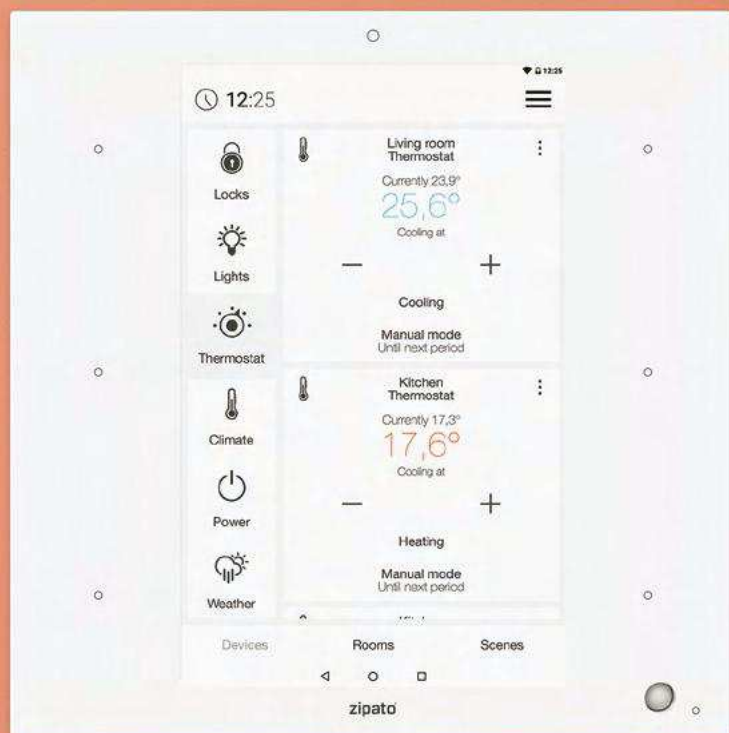 12:25
12:25
Locks
Lights
Thermostat
Climate
Power
Weather
Living room
Thermostat
Currently 23,9°
25,6°
Cooling at
Cooling
Manual mode
Until next period
Kitchen
Thermostat
Currently 17,3°
17,6°
Cooling at
Heating
Manual mode
Until next period
Devices
Rooms
Scenes
zipato